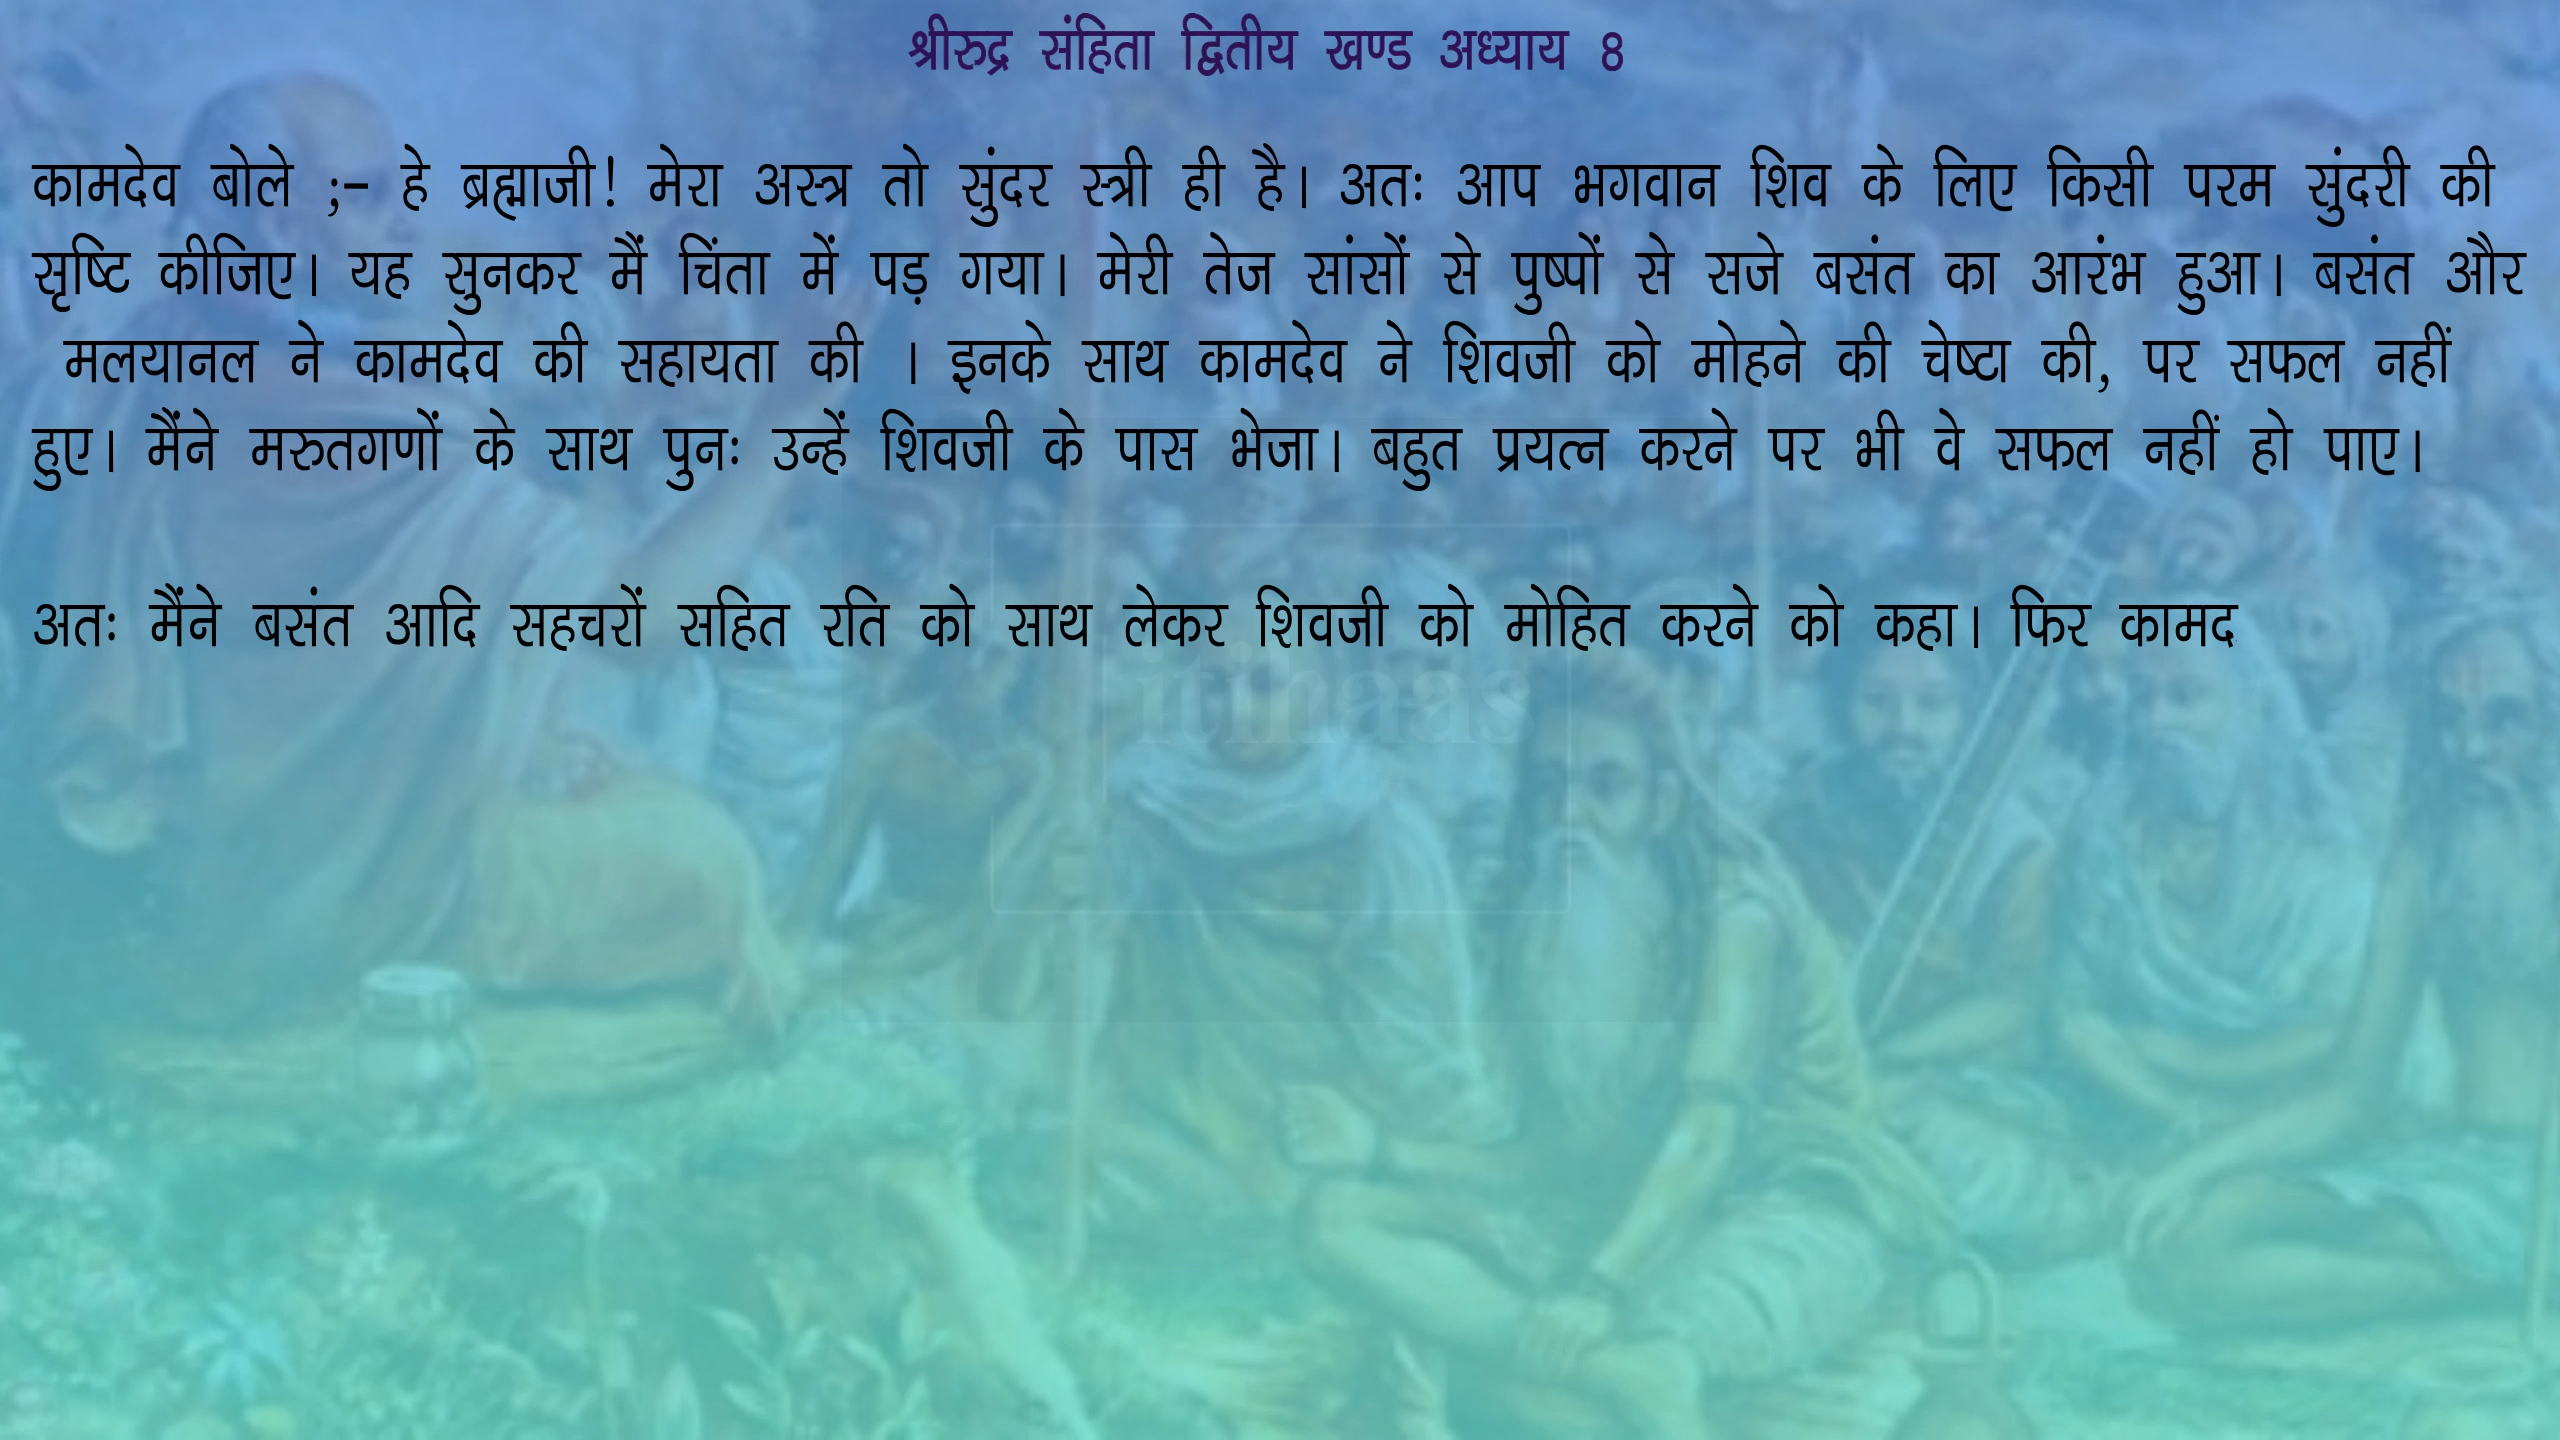 श्रीरुद्र संहिता द्वितीय खण्ड अध्याय 8
कामदेव बोले ;– हे ब्रह्माजी! मेरा अस्त्र तो सुंदर स्त्री ही है। अतः आप भगवान शिव के लिए किसी परम सुंदरी की
सृष्टि कीजिए। यह सुनकर मैं चिंता में पड़ गया। मेरी तेज सांसों से पुष्पों से सजे बसंत का आरंभ हुआ। बसंत और
मलयानल ने कामदेव की सहायता की । इनके साथ कामदेव ने शिवजी को मोहने की चेष्टा की, पर सफल नहीं
हुए। मैंने मरुतगणों के साथ पुनः उन्हें शिवजी के पास भेजा। बहुत प्रयत्न करने पर भी वे सफल नहीं हो पाए।
अतः मैंने बसंत आदि सहचरों सहित रति को साथ लेकर शिवजी को मोहित करने को कहा। फिर कामद
itihaas